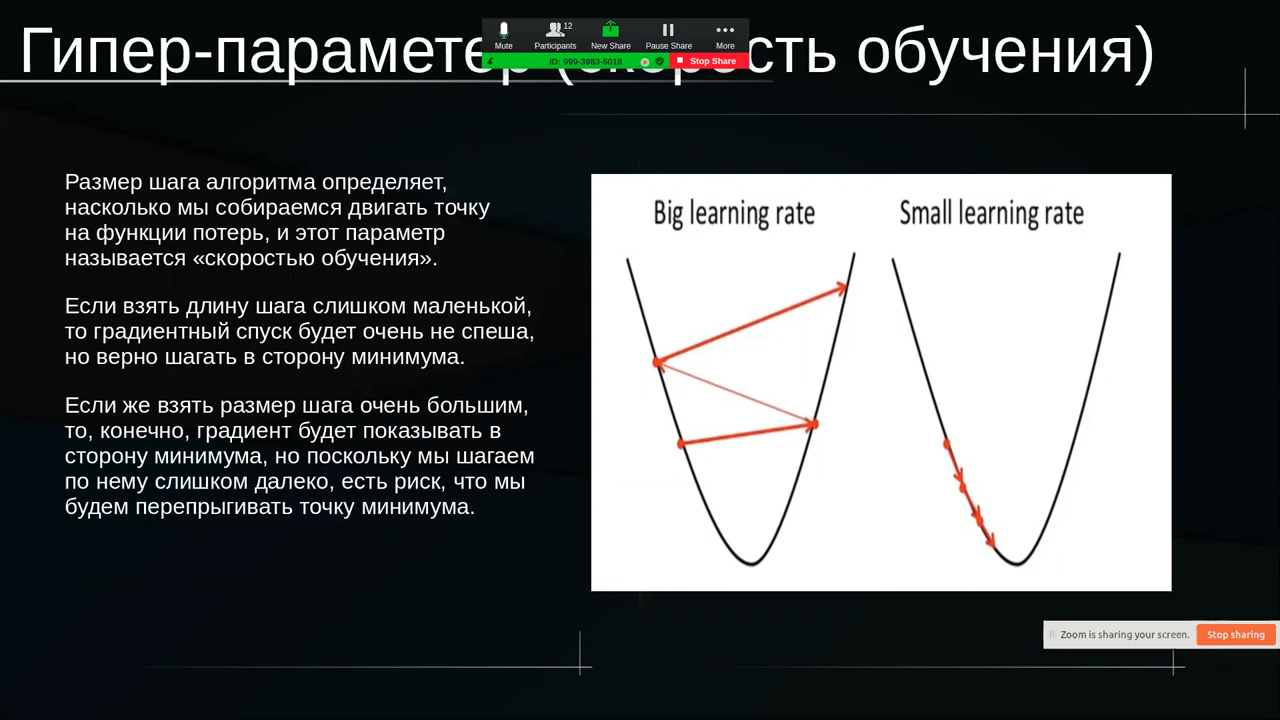 Гипер-параметр (скорость обучения)
12
Mute
Participants
New Share
Pause Share
More
ID: 999-3983-5018
Stop Share
Размер шага алгоритма определяет,
насколько мы собираемся двигать точку
на функции потерь, и этот параметр
называется «скоростью обучения».
Если взять длину шага слишком маленькой,
то градиентный спуск будет очень не спеша,
но верно шагать в сторону минимума.
Если же взять размер шага очень большим,
то, конечно, градиент будет показывать в
сторону минимума, но поскольку мы шагаем
по нему слишком далеко, есть риск, что мы
будем перепрыгивать точку минимума.
Big learning rate
Small learning rate
Zoom is sharing your screen.
Stop sharing